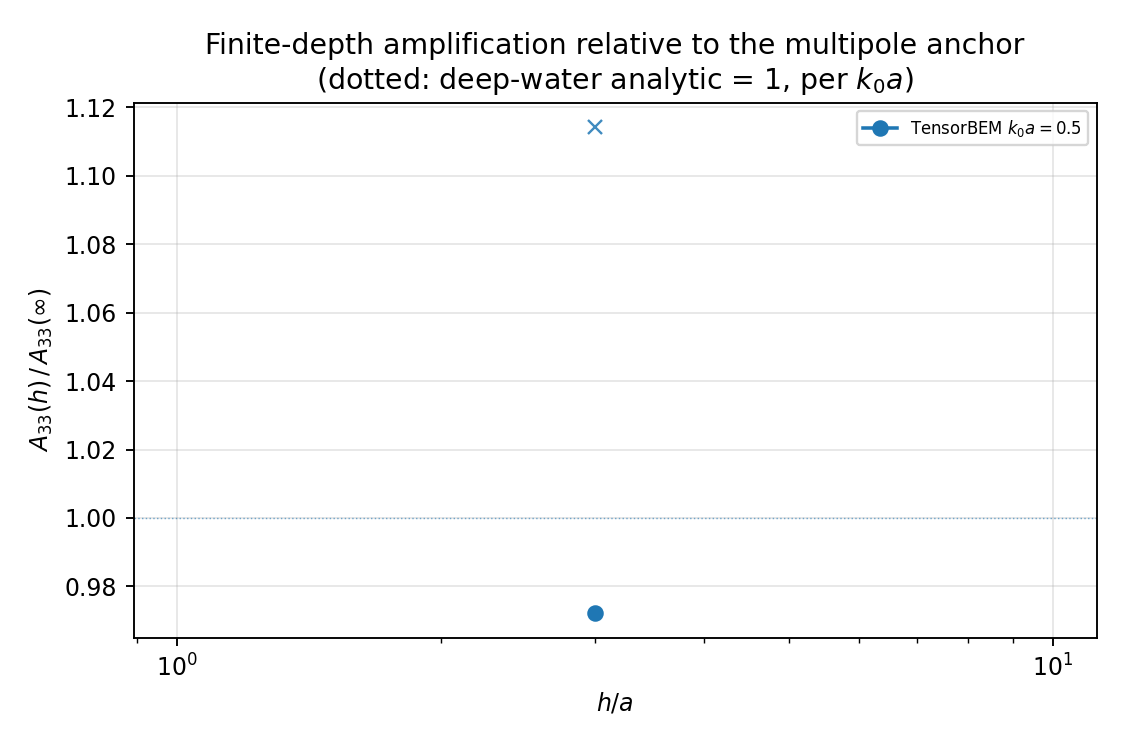 Finite-depth amplification relative to the multipole anchor
(dotted: deep-water analytic = 1, per k₀a)
TensorBEM k₀a = 0.5
A₃₃(h) / A₃₃(∞)
1.12
1.10
1.08
1.06
1.04
1.02
1.00
0.98
10⁰
10¹
h/a